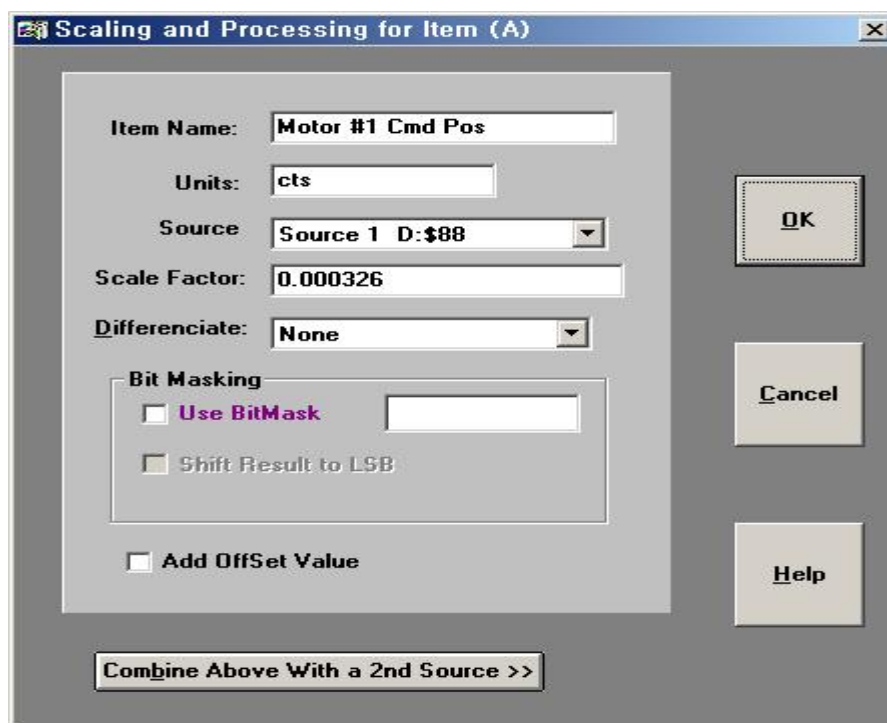 Scaling and Processing for Item (A)
Item Name: Motor #1 Cmd Pos
Units: cts
Source Source 1 D:$88
Scale Factor: 0.000326
Differenciate: None
Bit Masking
Use BitMask
Shift Result to LSB
Add OffSet Value
Combine Above With a 2nd Source >>
OK
Cancel
Help